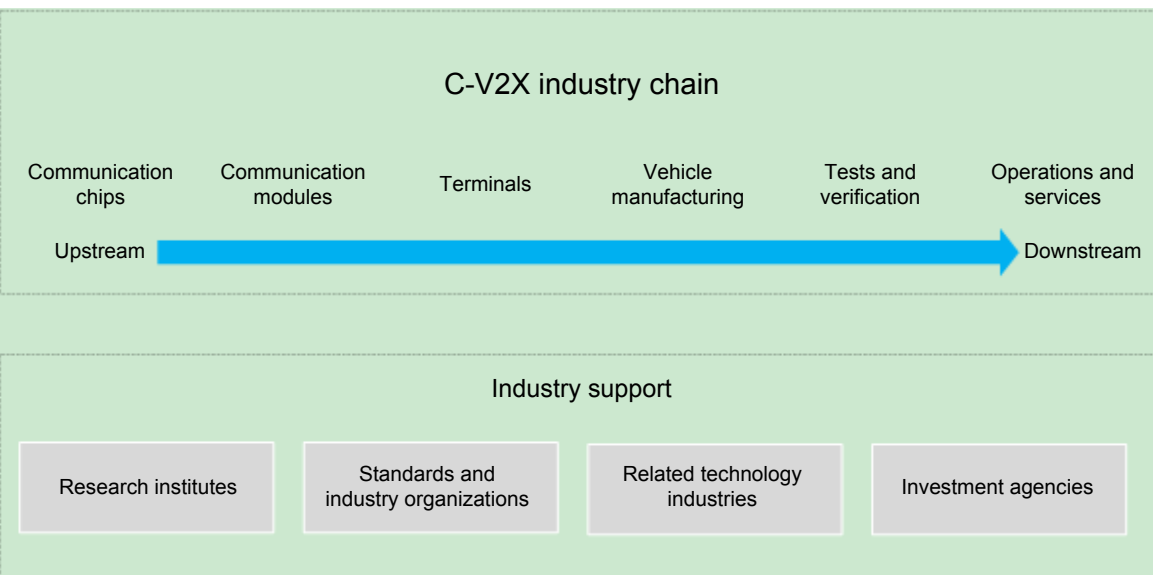 C-V2X industry chain
Communication
chips
Communication
modules
Terminals
Vehicle
manufacturing
Tests and
verification
Operations and
services
Upstream
Downstream
Industry support
Research institutes
Standards and
industry organizations
Related technology
industries
Investment agencies